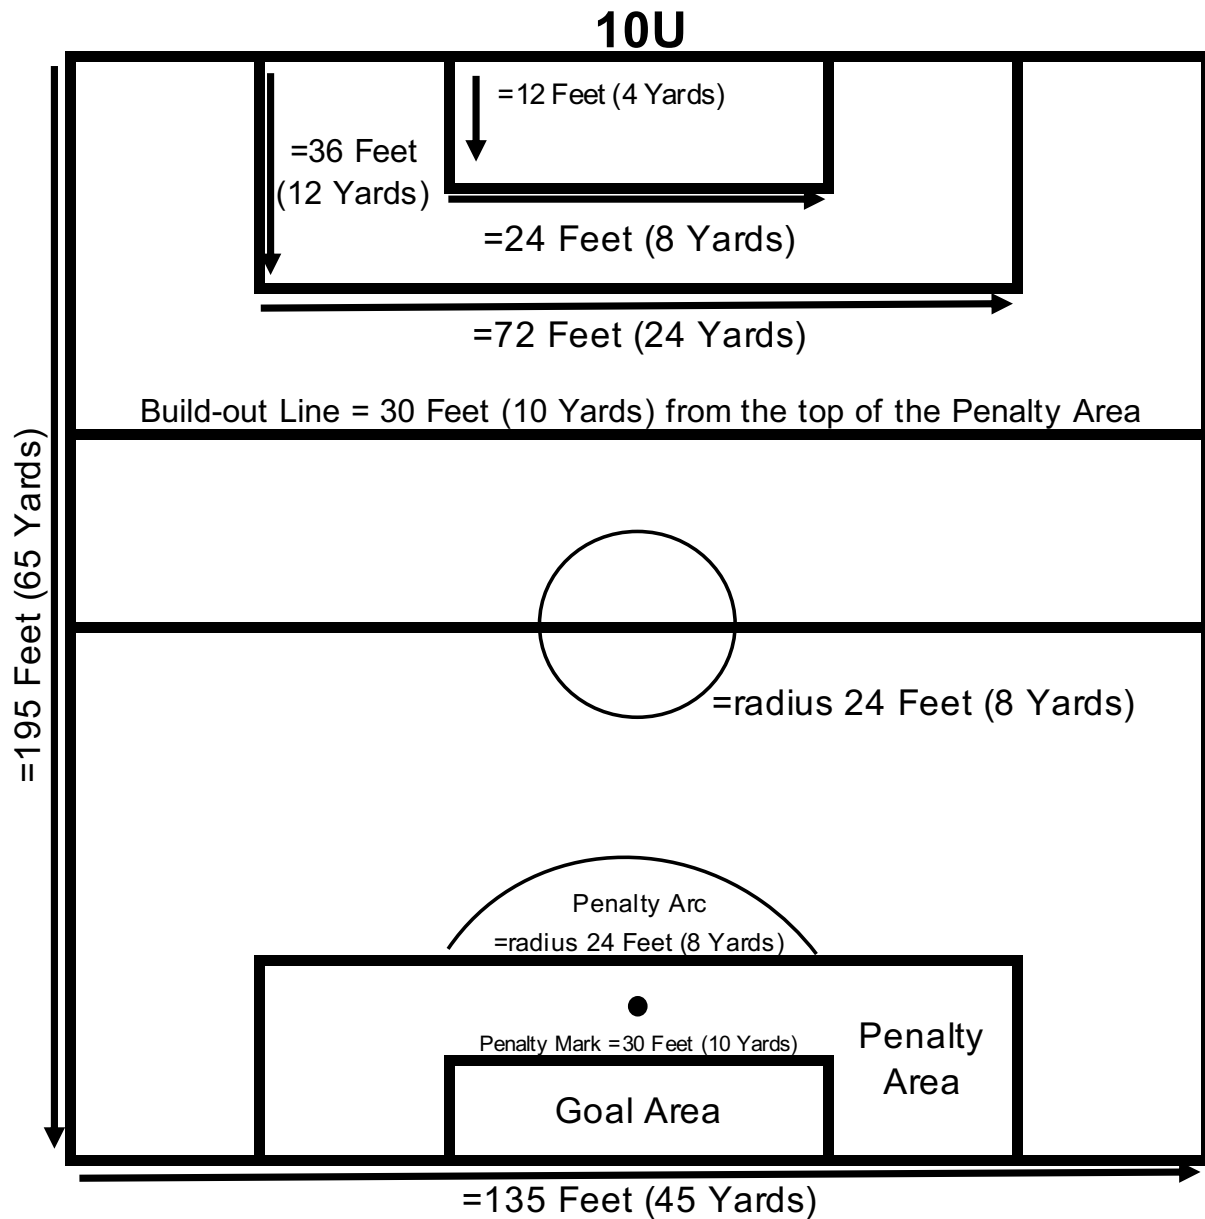 10U
=12 Feet (4 Yards)
=36 Feet
(12 Yards)
=24 Feet (8 Yards)
=72 Feet (24 Yards)
Build-out Line = 30 Feet (10 Yards) from the top of the Penalty Area
=195 Feet (65 Yards)
=radius 24 Feet (8 Yards)
Penalty Arc
=radius 24 Feet (8 Yards)
Penalty Mark =30 Feet (10 Yards)
Penalty
Area
Goal Area
=135 Feet (45 Yards)